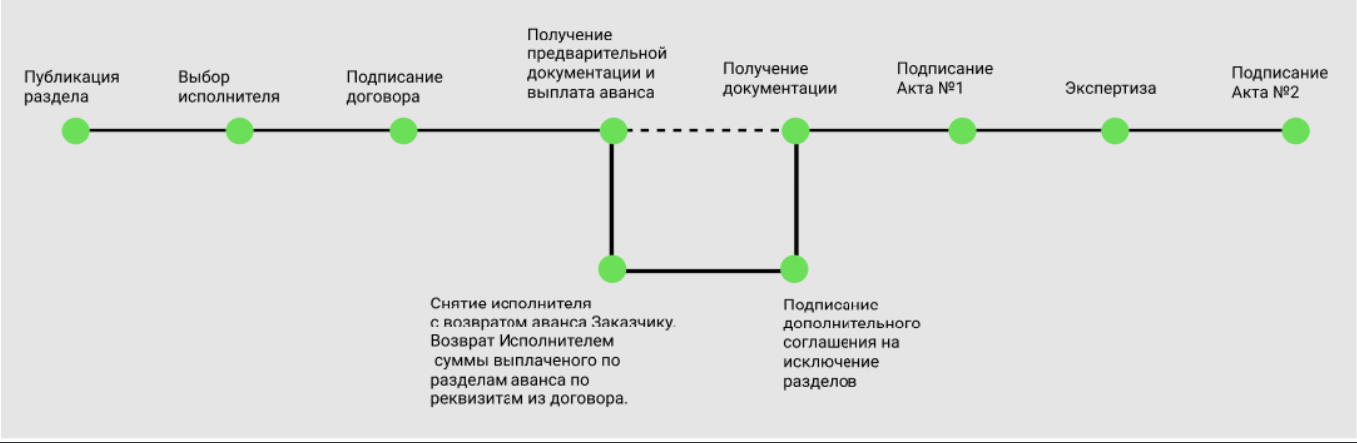 Публикация
раздела
Выбор
исполнителя
Подписание
договора
Получение
предварительной
документации и
выплата аванса
Получение
документации
Подписание
Акта №1
Экспертиза
Подписание
Акта №2
Снятие исполнителя
с возвратом аванса Заказчику.
Возврат Исполнителем
суммы выплаченого по
разделам аванса по
реквизитам из договора.
Подписание
дополнительного
соглашения на
исключение
разделов